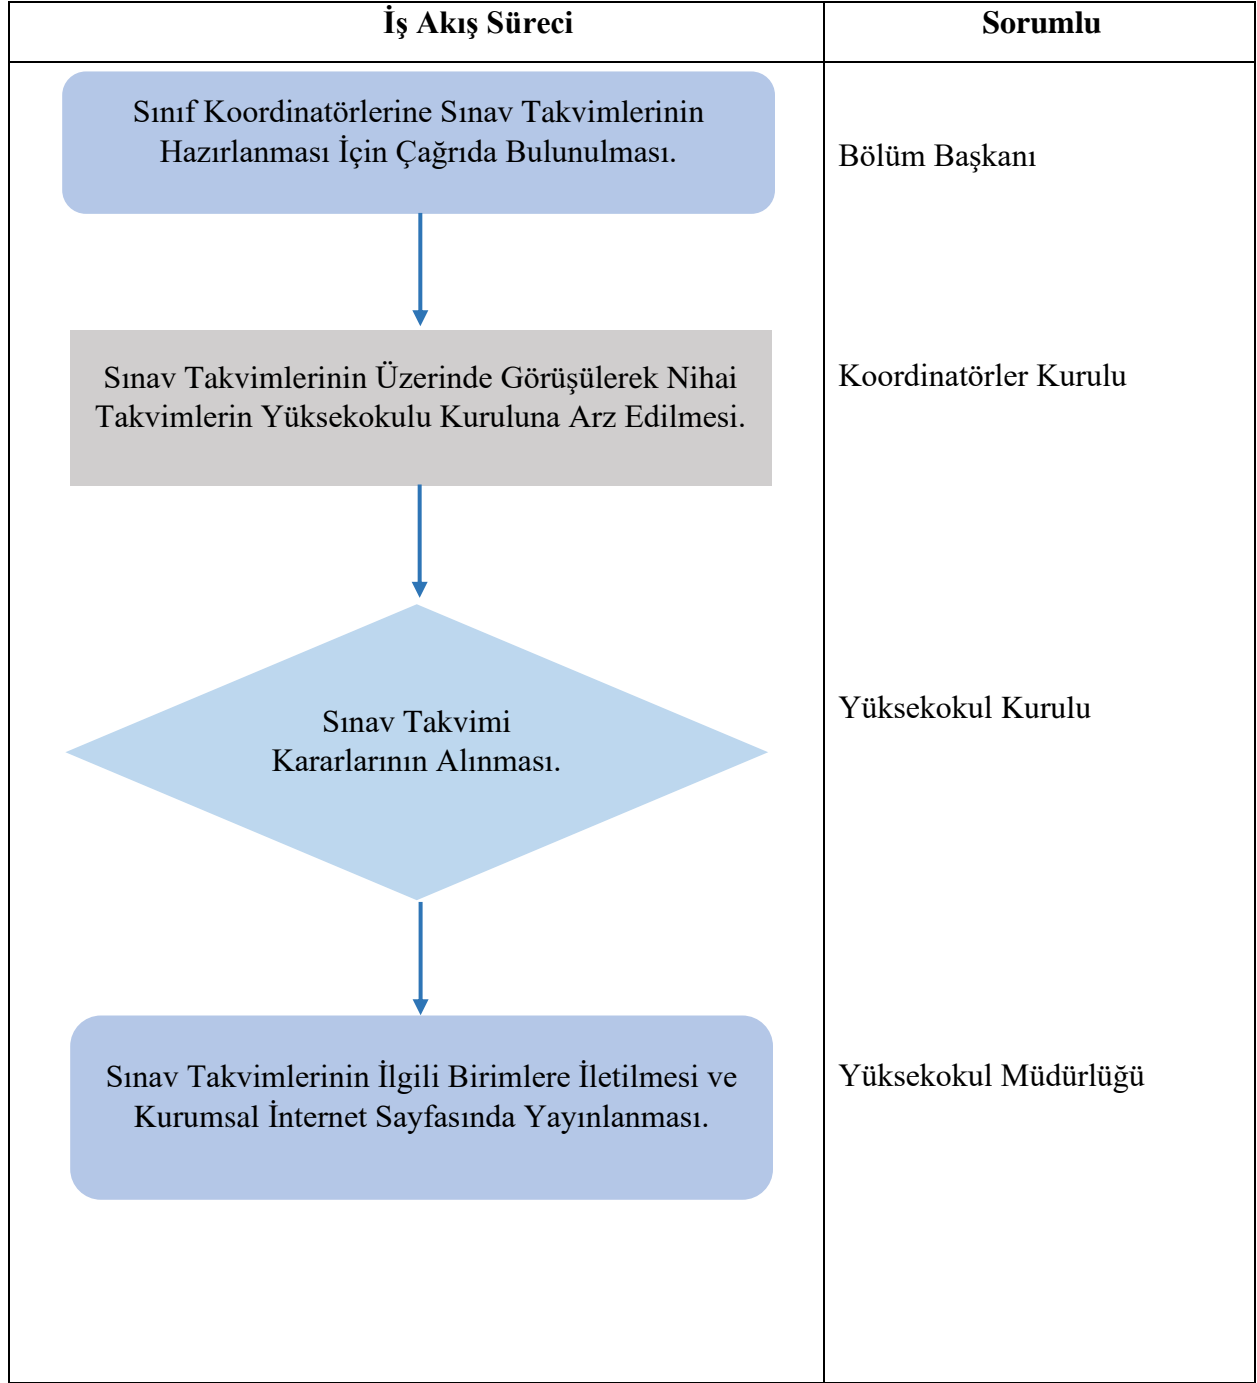 İş Akış Süreci
Sorumlu
Sınıf Koordinatörlerine Sınav Takvimlerinin
Hazırlanması İçin Çağrıda Bulunulması.
Bölüm Başkanı
Sınav Takvimlerinin Üzerinde Görüşülerek Nihai
Takvimlerin Yüksekokulu Kuruluna Arz Edilmesi.
Koordinatörler Kurulu
Sınav Takvimi
Kararlarının Alınması.
Yüksekokul Kurulu
Sınav Takvimlerinin İlgili Birimlere İletilmesi ve
Kurumsal İnternet Sayfasında Yayınlanması.
Yüksekokul Müdürlüğü